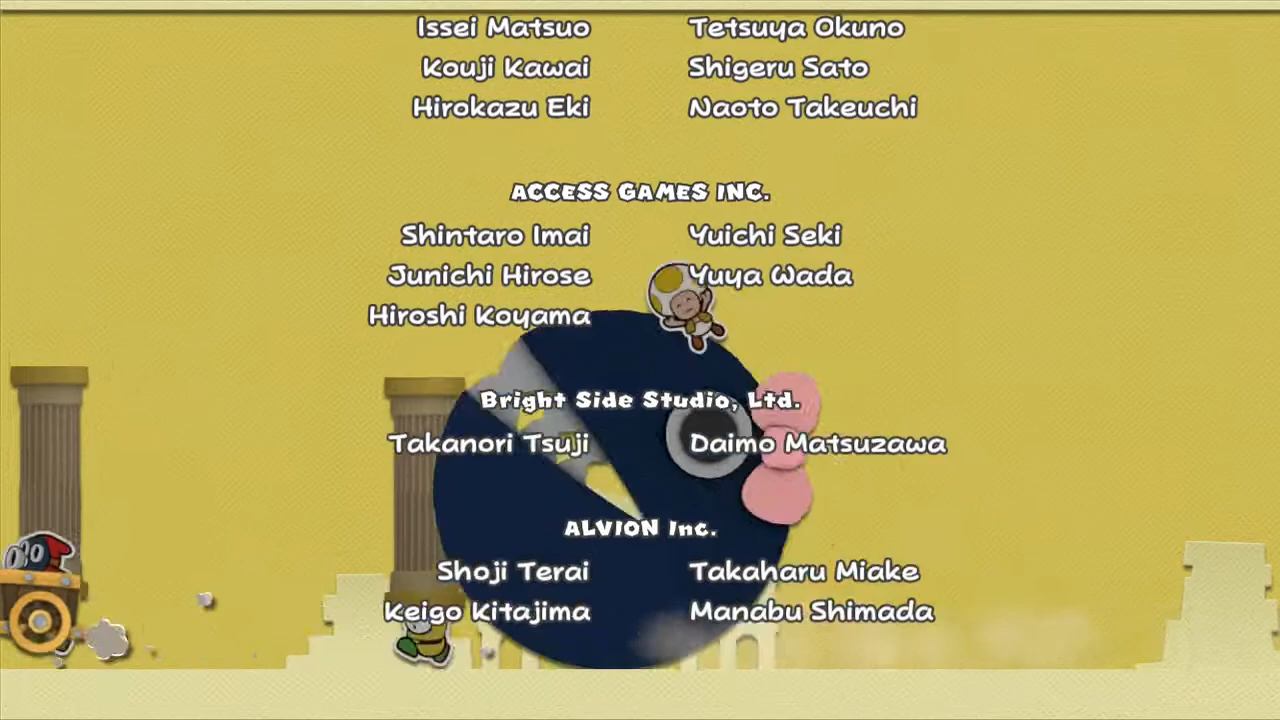 Issei Matsuo Tetsuya Okuno
Kouji Kawai Shigeru Sato
Hirokazu Eki Naoto Takeuchi
ACCESS GAMES INC.
Shintaro Imai Yuichi Seki
Junichi Hirose Yuya Wada
Hiroshi Koyama
Bright Side Studio, Ltd.
Takanori Tsuji Daimo Matsuzawa
ALVION Inc.
Shoji Terai Takaharu Miake
Keigo Kitajima Manabu Shimada